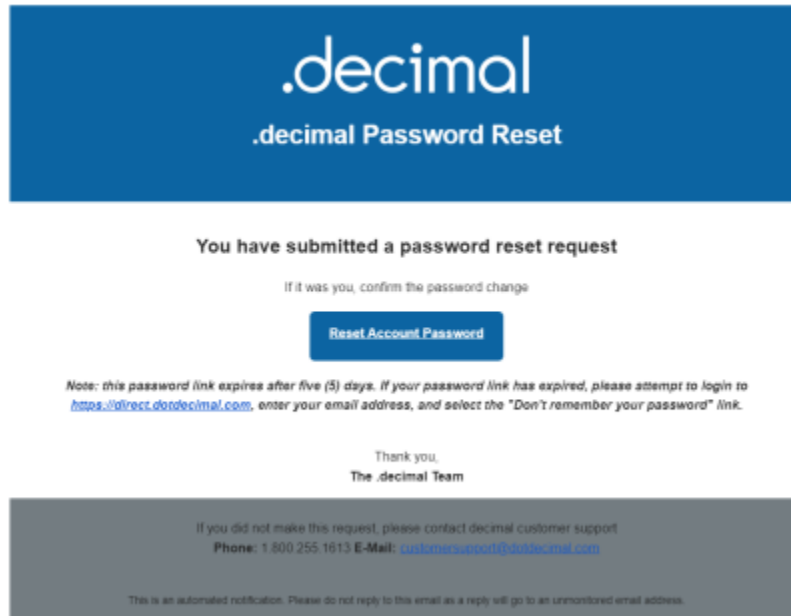 .decimal
.decimal Password Reset
You have submitted a password reset request
If it was you, confirm the password change
Reset Account Password
Note: this password link expires after five (5) days. If your password link has expired, please attempt to login to
https://direct.dotdecimal.com, enter your email address, and select the "Don't remember your password" link.
Thank you,
The .decimal Team
If you did not make this request, please contact decimal customer support
Phone: 1.800.255.1613 E-Mail: customersupport@dotdecimal.com
This is an automated notification. Please do not reply to this email as a reply will go to an unmonitored email address.